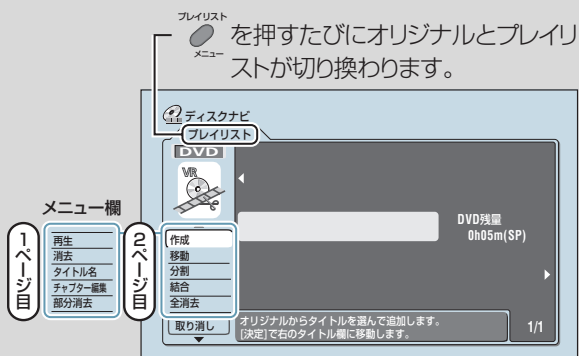 プレイリスト
メニュー
を押すたびにオリジナルとプレイリ
ストが切り換わります。
ディスクナビ
プレイリスト
DVD
VR
メニュー欄
1ページ目
再生
消去
タイトル名
チャプター編集
部分消去
2ページ目
作成
移動
分割
結合
全消去
取り消し
DVD残量
0h05m(SP)
オリジナルからタイトルを選んで追加します。
[決定]で右のタイトル欄に移動します。
1/1